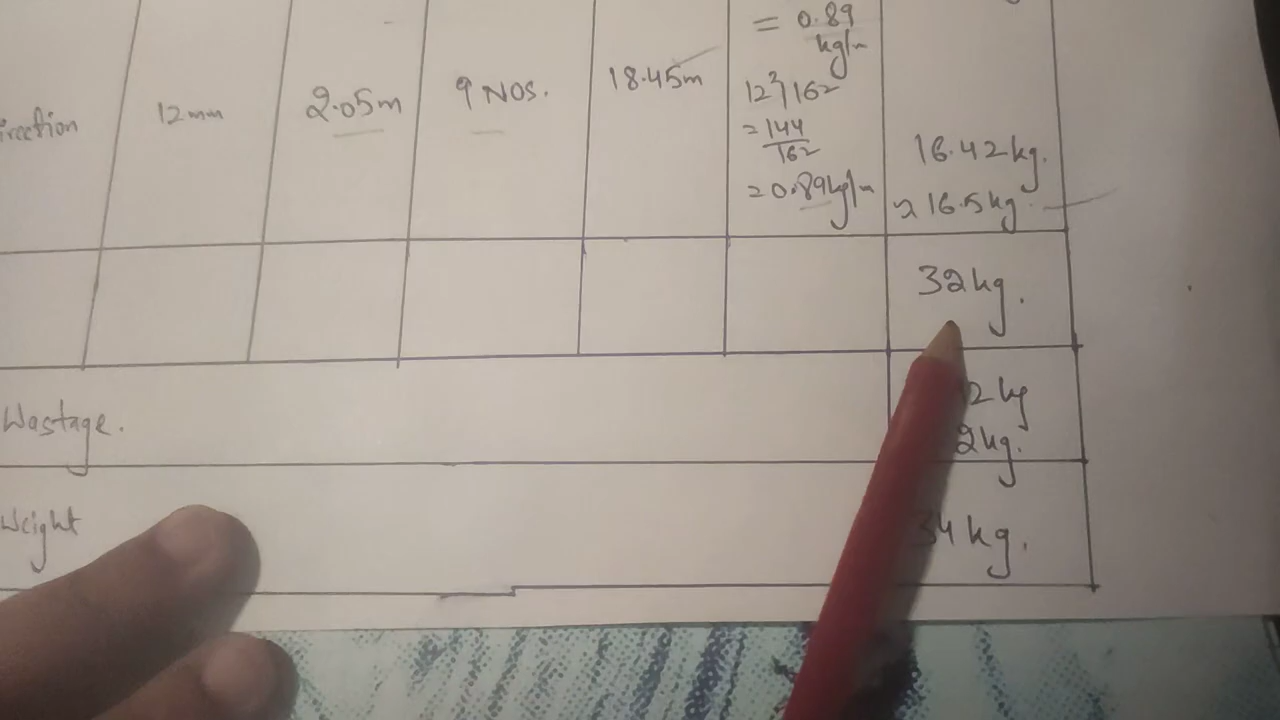 = 0.89
kg/m
irection
12mm
2.05m
9 NOS.
18.45m
12²/162
= 144
162
= 0.89kg/m
16.42kg.
≈ 16.5kg
32kg.
Wastage.
2kg
2kg.
Weight
34kg.